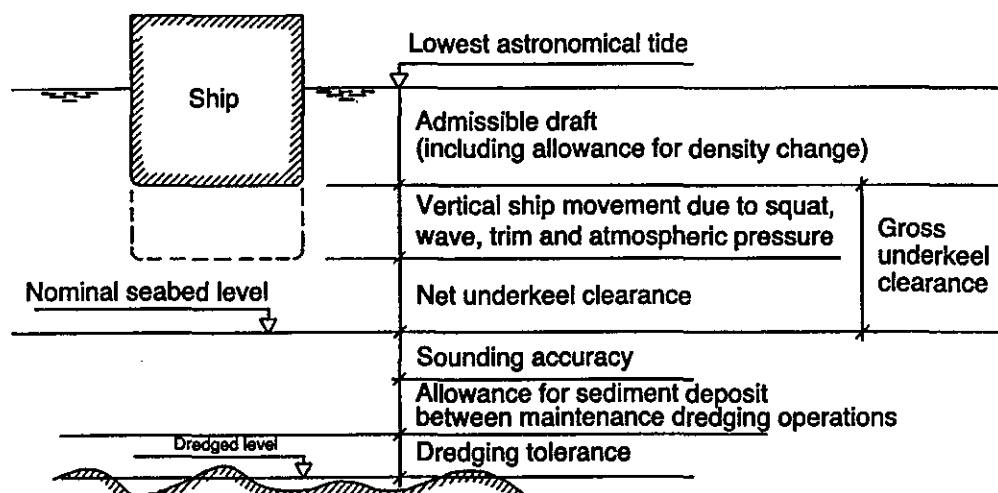 Lowest astronomical tide
Ship
Admissible draft
(including allowance for density change)
Vertical ship movement due to squat,
wave, trim and atmospheric pressure
Gross
underkeel
clearance
Nominal seabed level
Net underkeel clearance
Sounding accuracy
Allowance for sediment deposit
between maintenance dredging operations
Dredged level
Dredging tolerance